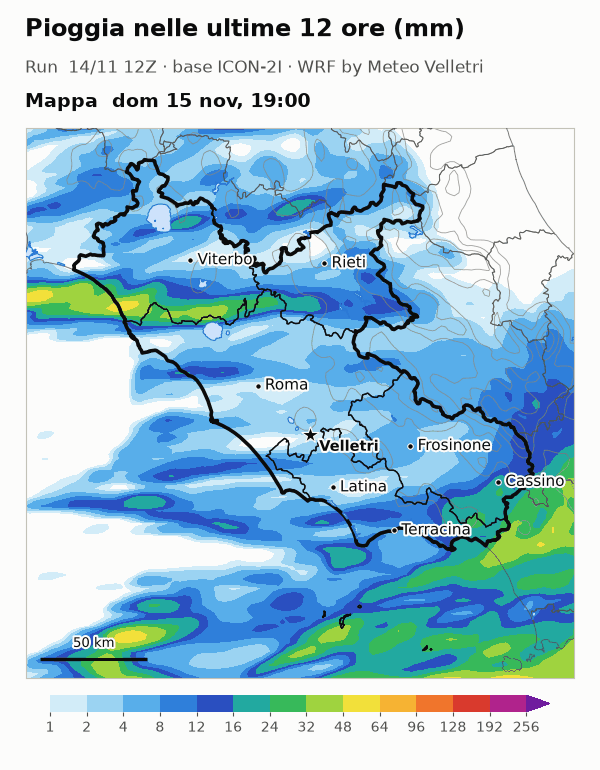 Pioggia nelle ultime 12 ore (mm)
Run  14/11 12Z · base ICON-2I · WRF by Meteo Velletri
Mappa  dom 15 nov, 19:00
Viterbo
Rieti
Roma
Velletri
Frosinone
Latina
Cassino
Terracina
50 km
1 2 4 8 12 16 24 32 48 64 96 128 192 256